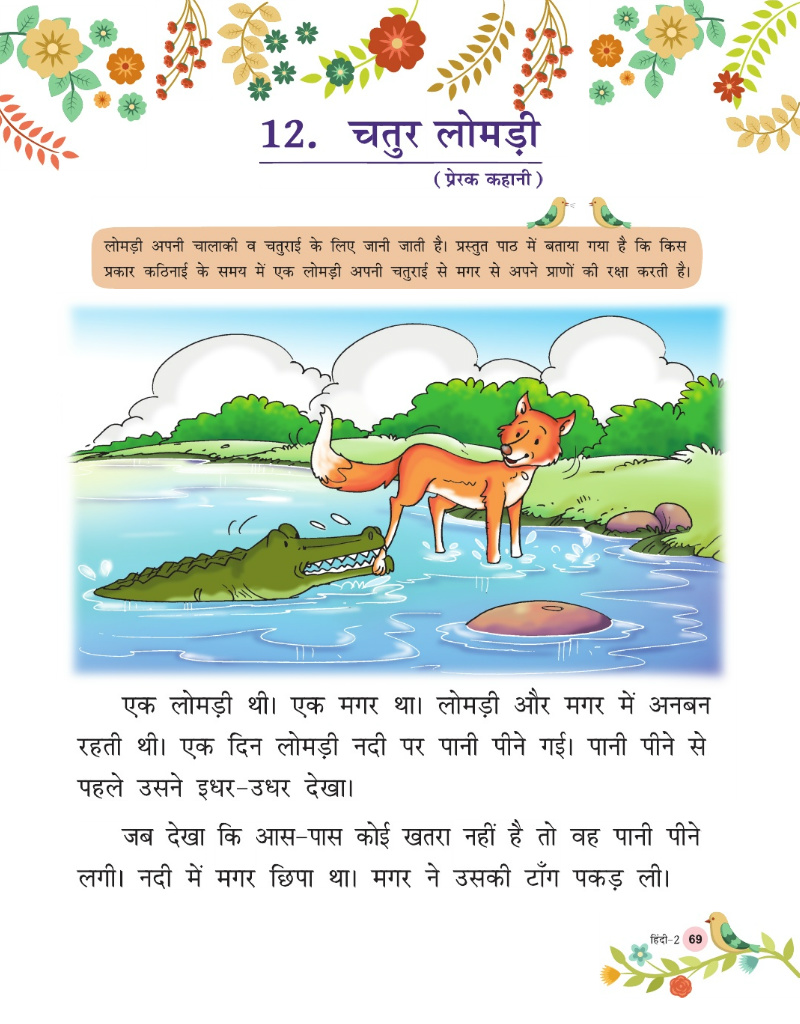 12. चतुर लोमड़ी
( प्रेरक कहानी )
लोमड़ी अपनी चालाकी व चतुराई के लिए जानी जाती है। प्रस्तुत पाठ में बताया गया है कि किस
प्रकार कठिनाई के समय में एक लोमड़ी अपनी चतुराई से मगर से अपने प्राणों की रक्षा करती है।
एक लोमड़ी थी। एक मगर था। लोमड़ी और मगर में अनबन
रहती थी। एक दिन लोमड़ी नदी पर पानी पीने गई। पानी पीने से
पहले उसने इधर-उधर देखा।
जब देखा कि आस-पास कोई खतरा नहीं है तो वह पानी पीने
लगी। नदी में मगर छिपा था। मगर ने उसकी टाँग पकड़ ली।
हिंदी-2 69